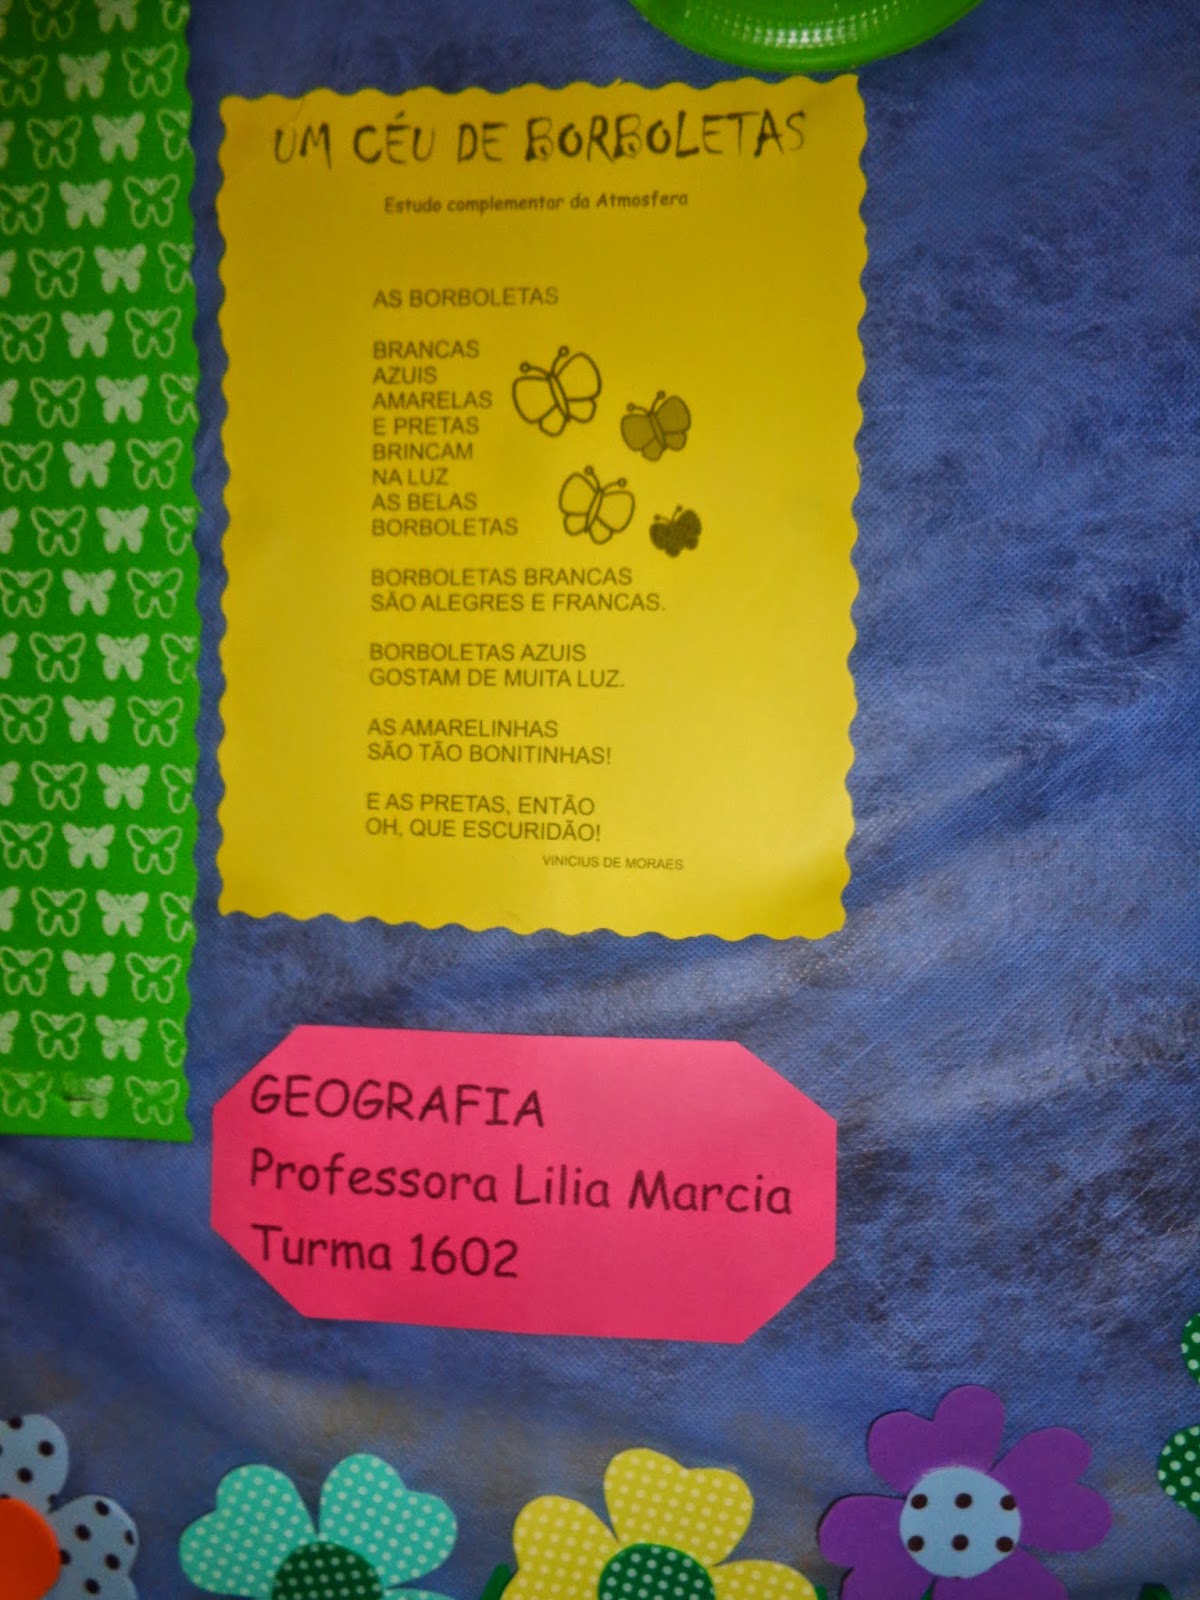 UM CÉU DE BORBOLETAS
Estudo complementar da Atmosfera
AS BORBOLETAS
BRANCAS
AZUIS
AMARELAS
E PRETAS
BRINCAM
NA LUZ
AS BELAS
BORBOLETAS
BORBOLETAS BRANCAS
SÃO ALEGRES E FRANCAS.
BORBOLETAS AZUIS
GOSTAM DE MUITA LUZ.
AS AMARELINHAS
SÃO TÃO BONITINHAS!
E AS PRETAS, ENTÃO
OH, QUE ESCURIDÃO!
VINICIUS DE MORAES
GEOGRAFIA
Professora Lilia Marcia
Turma 1602